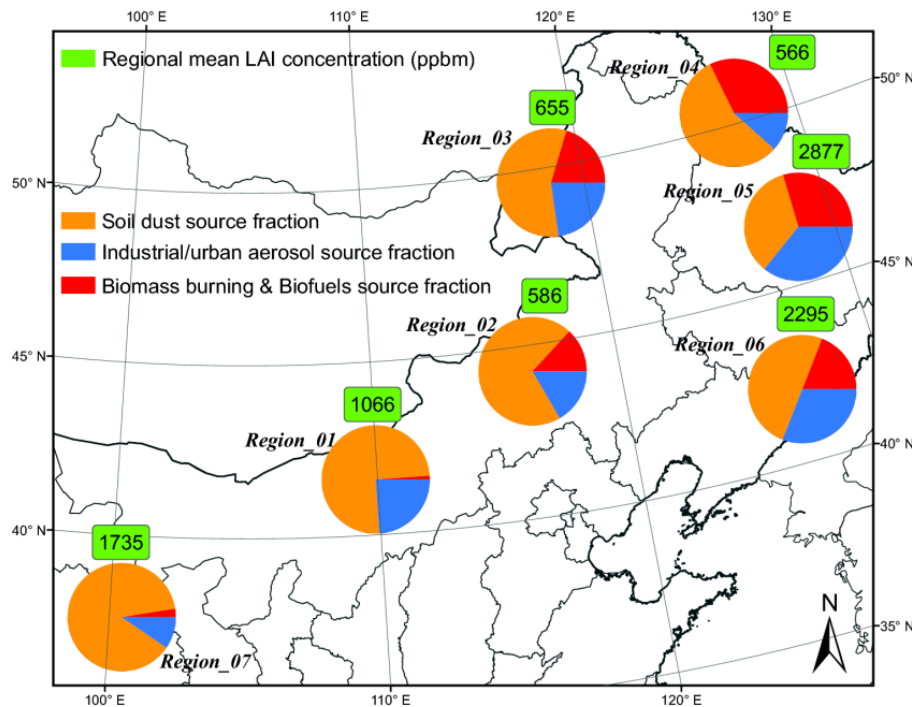 100° E
110° E
120° E
130° E
Regional mean LAI concentration (ppbm)
566
Region_04
50° N
655
Region_03
2877
50° N
Region_05
Soil dust source fraction
Industrial/urban aerosol source fraction
Biomass burning & Biofuels source fraction
45° N
586
2295
Region_02
Region_06
45° N
1066
Region_01
40° N
40° N
1735
N
35° N
Region_07
100° E
110° E
120° E